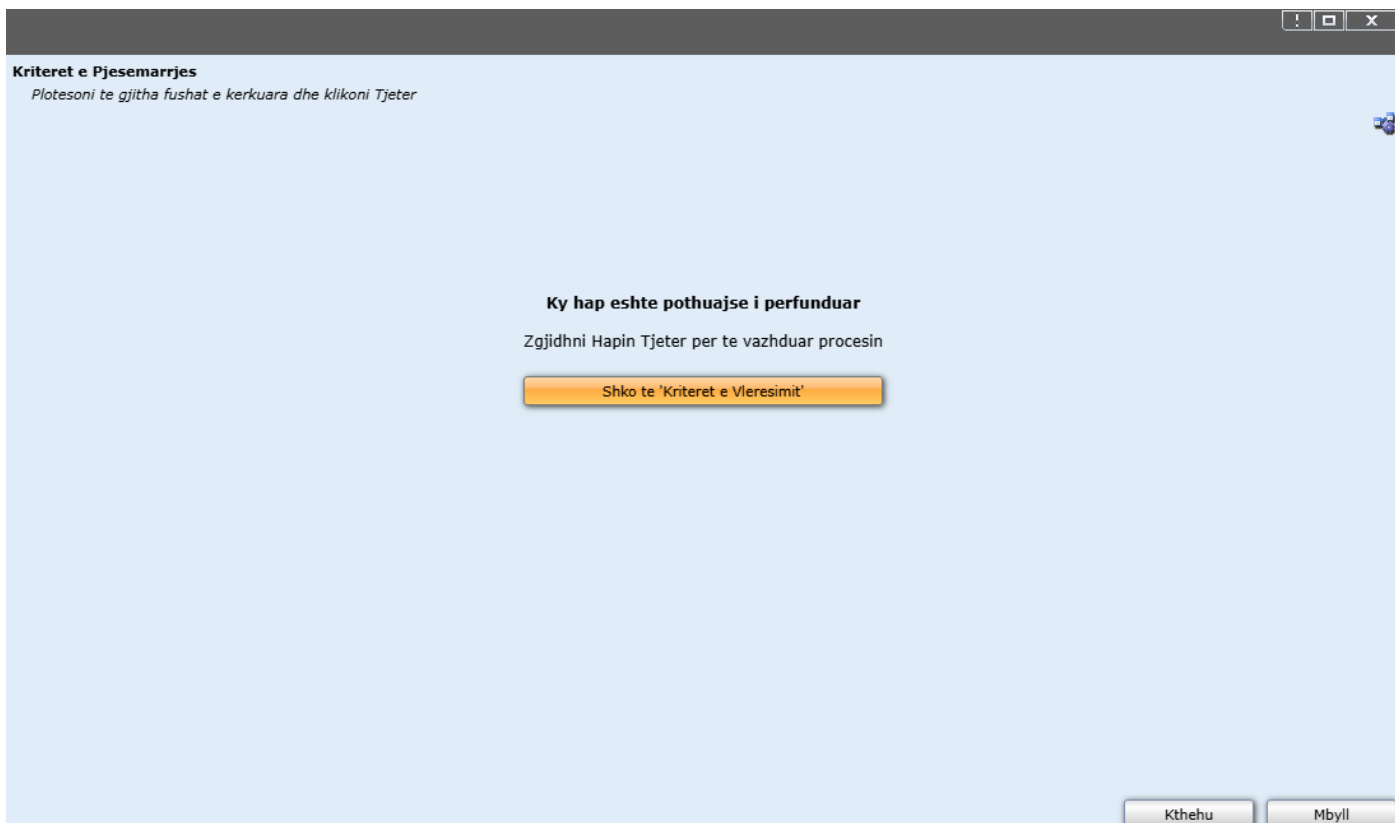 Kriteret e Pjesemarrjes
Plotesoni te gjitha fushat e kerkuara dhe klikoni Tjeter
Ky hap eshte pothuajse i perfunduar
Zgjidhni Hapin Tjeter per te vazhduar procesin
Shko te 'Kriteret e Vleresimit'
Kthehu Mbyll